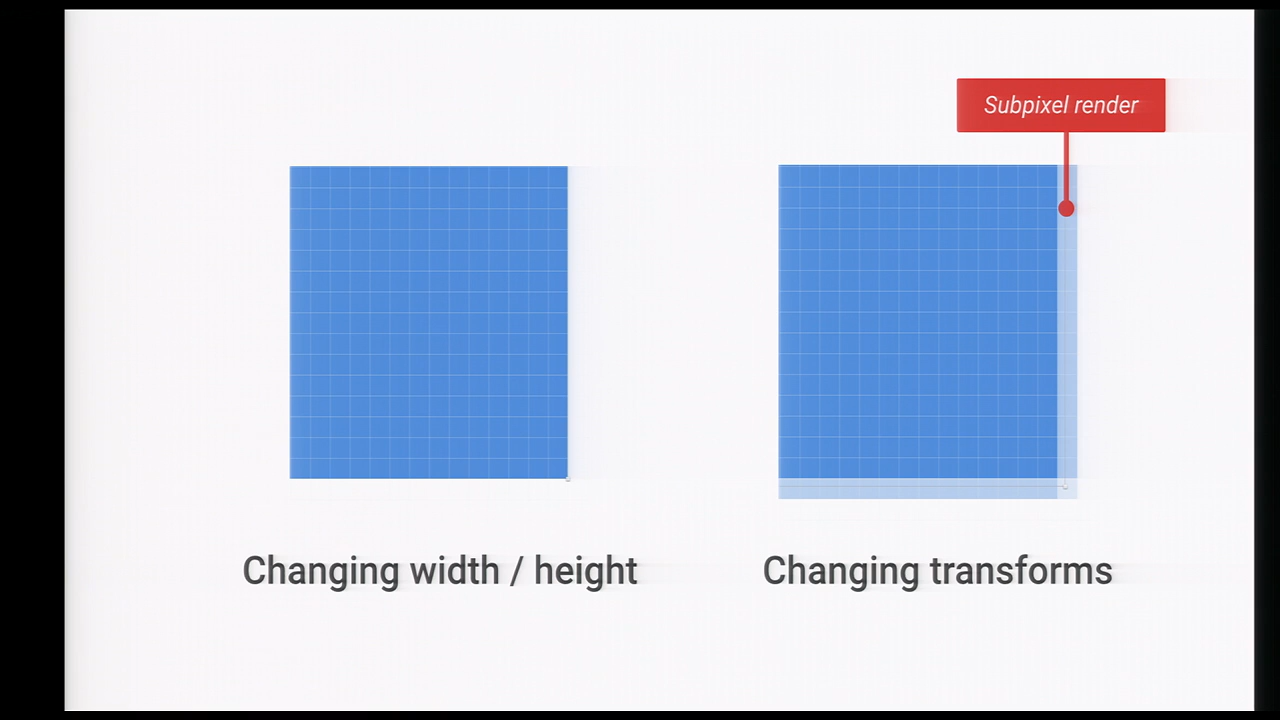 Subpixel render
Changing width / height
Changing transforms